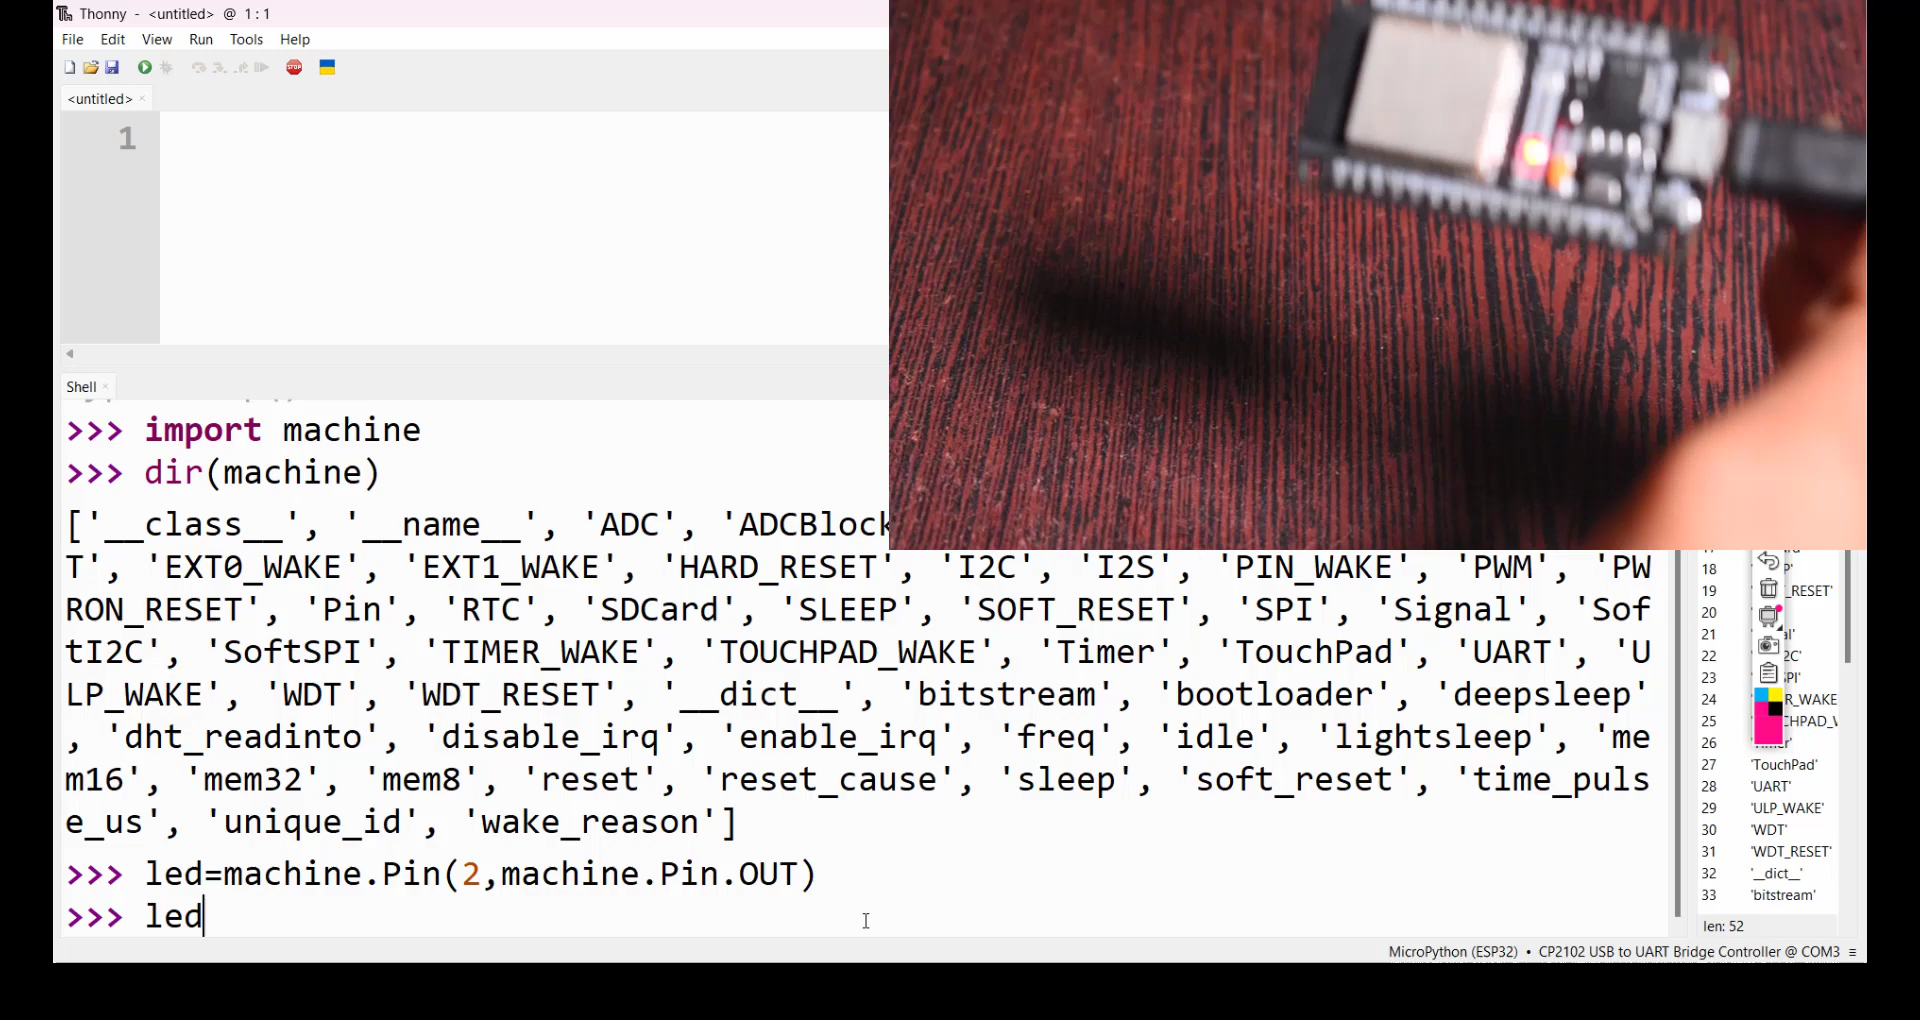 Thonny - <untitled> @ 1 : 1
File Edit View Run Tools Help
STOP
<untitled> ×
1
Shell ×
>>> import machine
>>> dir(machine)
['__class__', '__name__', 'ADC', 'ADCBlock
T', 'EXT0_WAKE', 'EXT1_WAKE', 'HARD_RESET', 'I2C', 'I2S', 'PIN_WAKE', 'PWM', 'PW
RON_RESET', 'Pin', 'RTC', 'SDCard', 'SLEEP', 'SOFT_RESET', 'SPI', 'Signal', 'Sof
tI2C', 'SoftSPI', 'TIMER_WAKE', 'TOUCHPAD_WAKE', 'Timer', 'TouchPad', 'UART', 'U
LP_WAKE', 'WDT', 'WDT_RESET', '__dict__', 'bitstream', 'bootloader', 'deepsleep'
, 'dht_readinto', 'disable_irq', 'enable_irq', 'freq', 'idle', 'lightsleep', 'me
m16', 'mem32', 'mem8', 'reset', 'reset_cause', 'sleep', 'soft_reset', 'time_puls
e_us', 'unique_id', 'wake_reason']
>>> led=machine.Pin(2,machine.Pin.OUT)
>>> led
18
19 _RESET'
20
21
22
23
24 R_WAKE
25
26
27 'TouchPad'
28 'UART'
29 'ULP_WAKE'
30 'WDT'
31 'WDT_RESET'
32 '__dict__'
33 'bitstream'
len: 52
MicroPython (ESP32) • CP2102 USB to UART Bridge Controller @ COM3 ≡